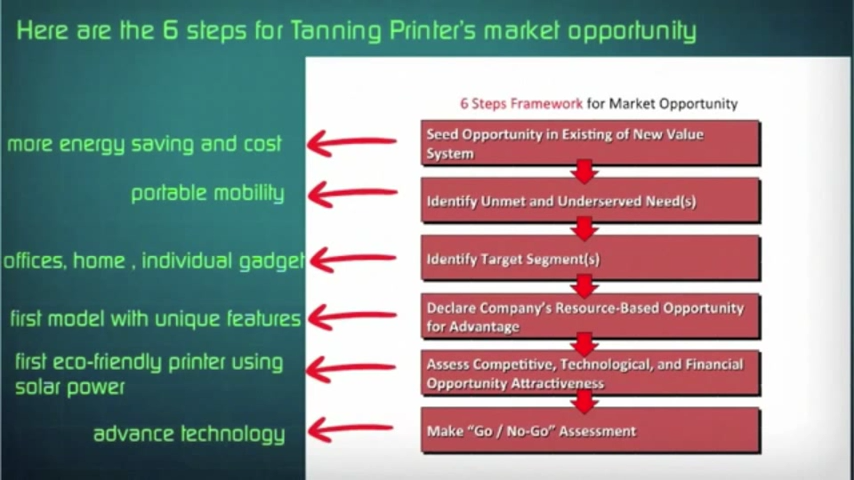 Here are the 6 steps for Tanning Printer's market opportunity
6 Steps Framework for Market Opportunity
more energy saving and cost
Seed Opportunity in Existing of New Value
System
portable mobility
Identify Unmet and Underserved Need(s)
offices, home , individual gadget
Identify Target Segment(s)
first model with unique features
Declare Company's Resource-Based Opportunity
for Advantage
first eco-friendly printer using
solar power
Assess Competitive, Technological, and Financial
Opportunity Attractiveness
advance technology
Make "Go / No-Go" Assessment